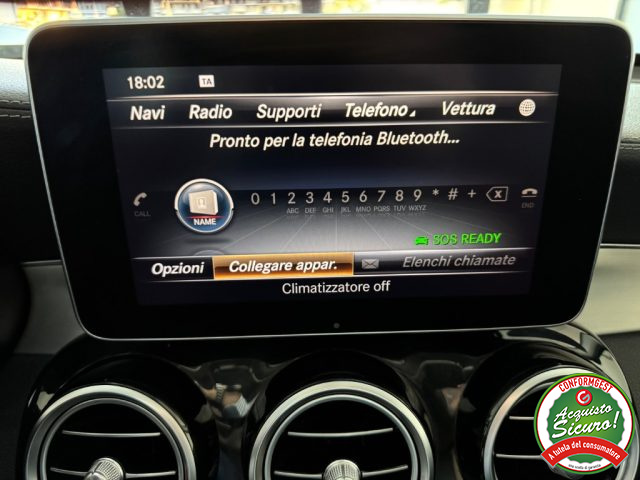 18:02 TA
Navi Radio Supporti Telefono Vettura
Pronto per la telefonia Bluetooth...
CALL NAME 0 1 2 3 4 5 6 7 8 9 * # + END
ABC DEF GHI JKL MNO PQRS TUV WXYZ
SOS READY
Opzioni Collegare appar. Elenchi chiamate
Climatizzatore off
CONFORMGEST
Acquisto
Sicuro!
A tutela del consumatore